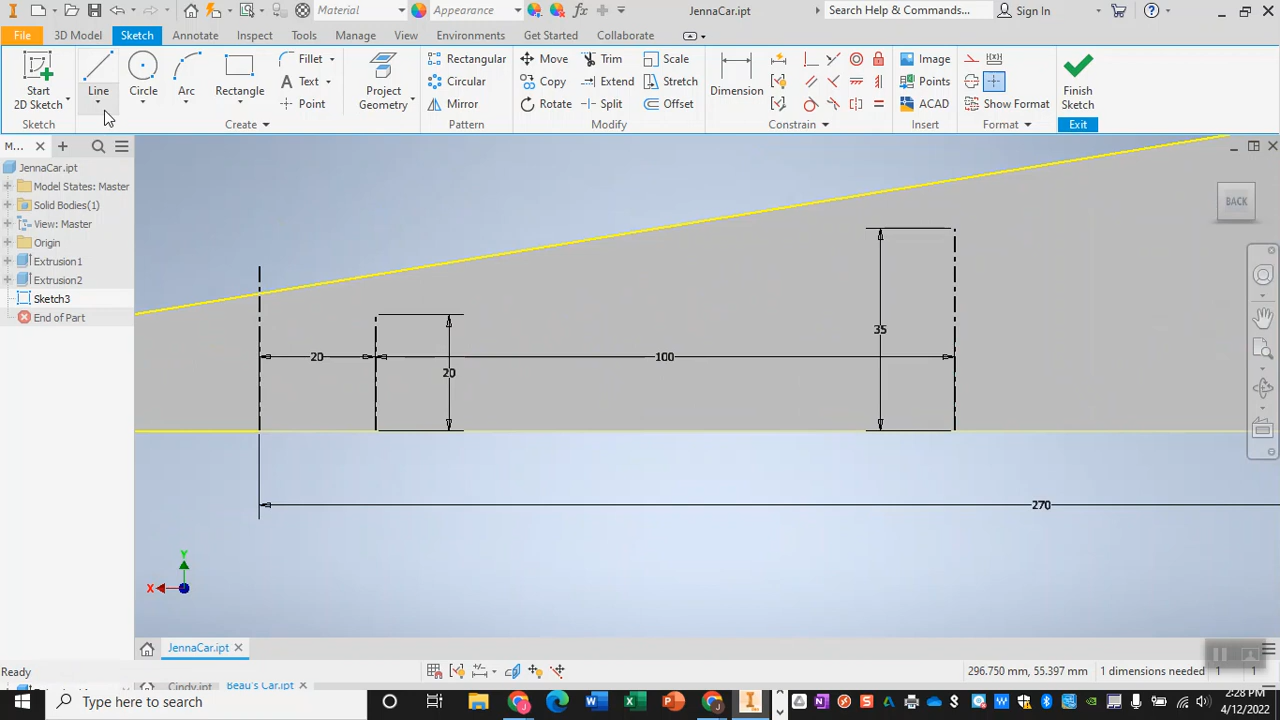 Material
Appearance
JennaCar.ipt
Search Help & Commands...
Sign In
File
3D Model
Sketch
Annotate
Inspect
Tools
Manage
View
Environments
Get Started
Collaborate
Start
2D Sketch
Line
Circle
Arc
Rectangle
Fillet
Text
Point
Project
Geometry
Rectangular
Circular
Mirror
Move
Copy
Rotate
Trim
Extend
Split
Scale
Stretch
Offset
Dimension
Image
Points
ACAD
Show Format
Finish
Sketch
Sketch
Create
Pattern
Modify
Constrain
Insert
Format
Exit
M...
JennaCar.ipt
Model States: Master
Solid Bodies(1)
View: Master
Origin
Extrusion1
Extrusion2
Sketch3
End of Part
BACK
35
20
100
20
270
Y
X
JennaCar.ipt
Ready
296.750 mm, 55.397 mm
1 dimensions needed
1
1
Cindy.ipt
Beau's Car.ipt
Type here to search
2:28 PM
4/12/2022